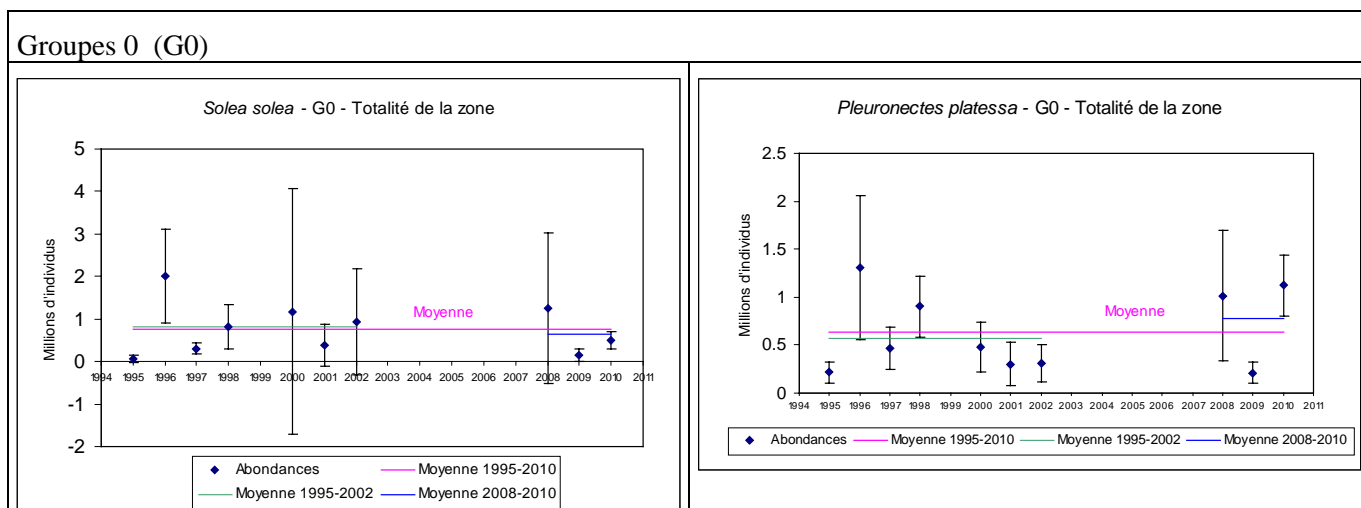 Groupes 0 (G0)
Solea solea - G0 - Totalité de la zone
Millions d'individus
5
4
3
2
1
0
-1
-2
Moyenne
1994 1995 1996 1997 1998 1999 2000 2001 2002 2003 2004 2005 2006 2007 2008 2009 2010 2011
Abondances Moyenne 1995-2010
Moyenne 1995-2002 Moyenne 2008-2010
Pleuronectes platessa - G0 - Totalité de la zone
Millions d'individus
2.5
2
1.5
1
0.5
0
Moyenne
1994 1995 1996 1997 1998 1999 2000 2001 2002 2003 2004 2005 2006 2007 2008 2009 2010 2011
Abondances Moyenne 1995-2010 Moyenne 1995-2002 Moyenne 2008-2010